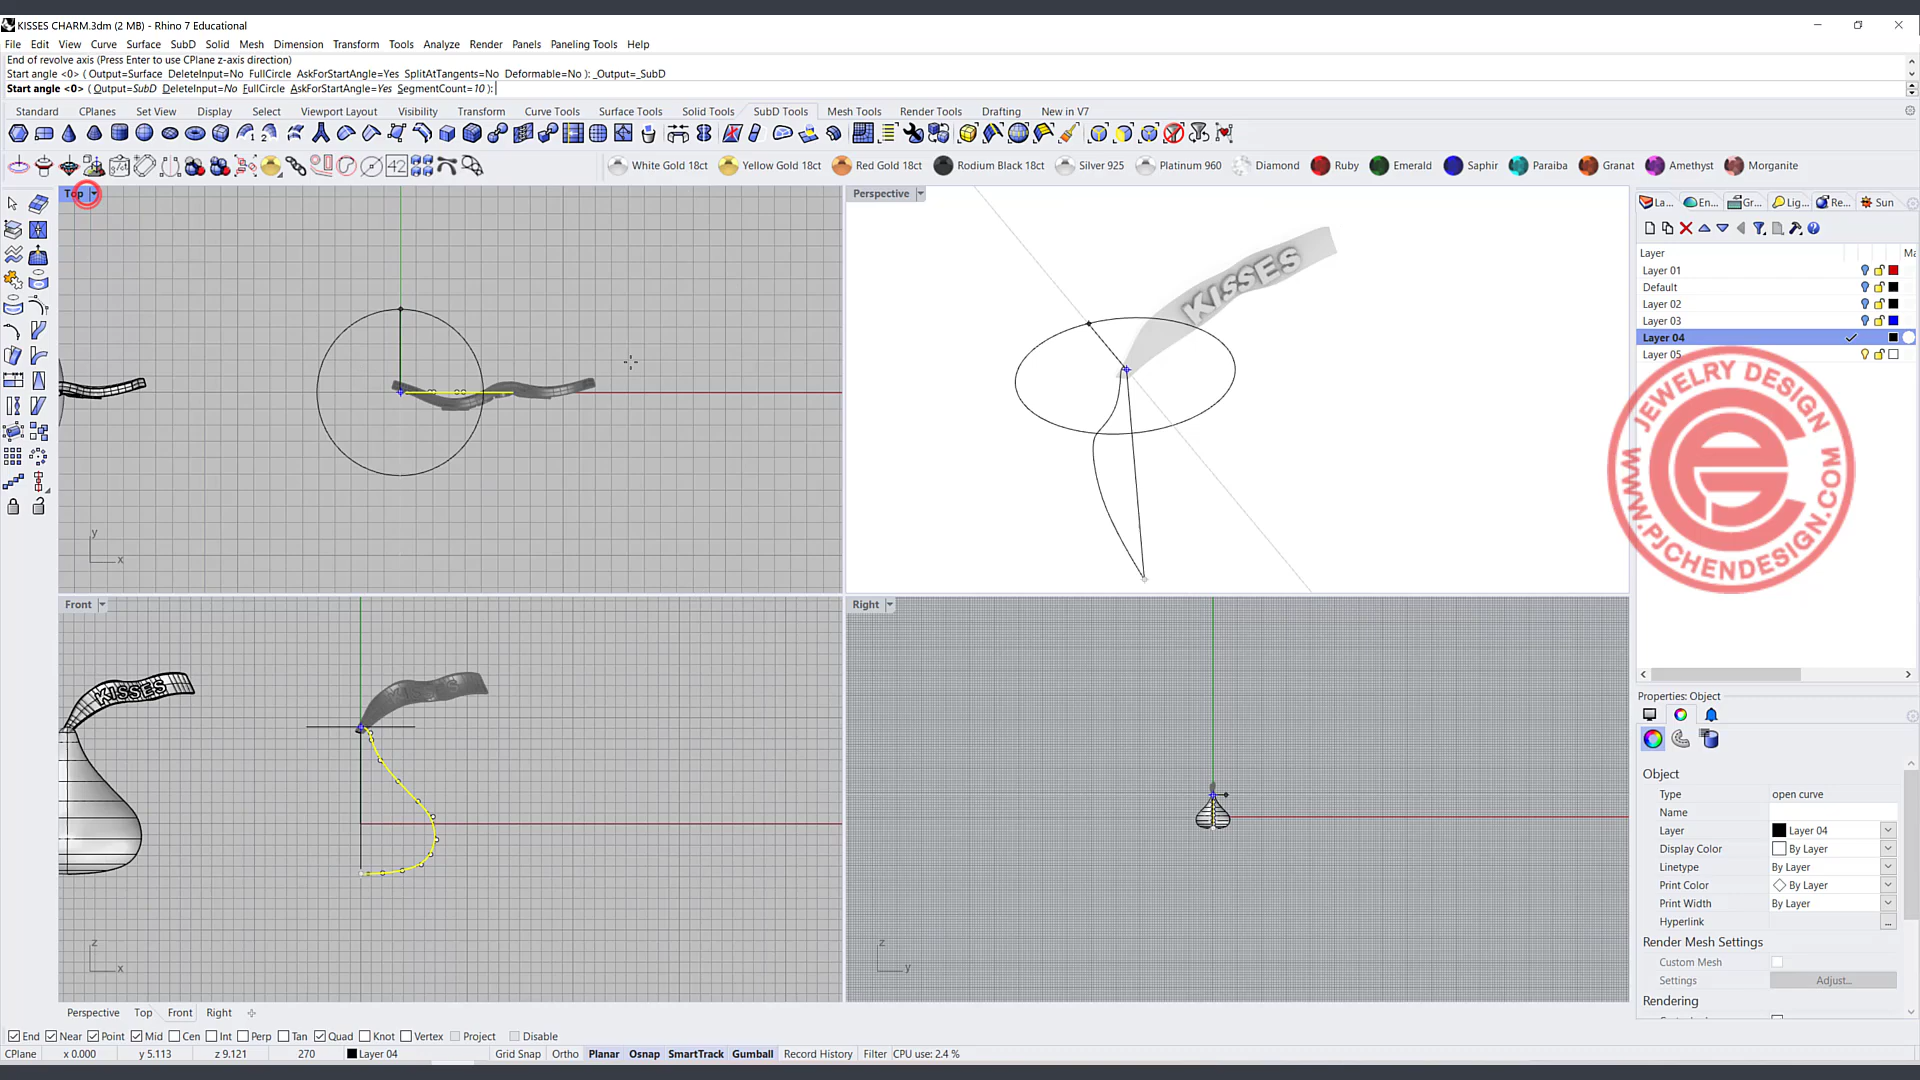 KISSES CHARM.3dm (2 MB) - Rhino 7 Educational
File Edit View Curve Surface SubD Solid Mesh Dimension Transform Tools Analyze Render Panels Paneling Tools Help
End of revolve axis (Press Enter to use CPlane z-axis direction)
Start angle <0> ( Output=Surface DeleteInput=No FullCircle AskForStartAngle=Yes SplitAtTangents=No Deformable=No ): _Output=_SubD
Start angle <0> ( Output=SubD DeleteInput=No FullCircle AskForStartAngle=Yes SegmentCount=10 ):
Standard CPlanes Set View Display Select Viewport Layout Visibility Transform Curve Tools Surface Tools Solid Tools SubD Tools Mesh Tools Render Tools Drafting New in V7
42 White Gold 18ct Yellow Gold 18ct Red Gold 18ct Rodium Black 18ct Silver 925 Platinum 960 Diamond Ruby Emerald Saphir Paraiba Granat Amethyst Morganite
Top
Perspective
La... En... Gr... Lig... Re... Sun
Layer Ma
Layer 01
Default
Layer 02
Layer 03
Layer 04
Layer 05
KISSES
y
x
JEWELRY DESIGN
WWW.PJCHENDESIGN.COM
Front
Right
KISSES
KISSES
z
x
z
y
Properties: Object
Object
Type open curve
Name
Layer Layer 04
Display Color By Layer
Linetype By Layer
Print Color By Layer
Print Width By Layer
Hyperlink ...
Render Mesh Settings
Custom Mesh
Settings Adjust...
Rendering
Perspective Top Front Right
End Near Point Mid Cen Int Perp Tan Quad Knot Vertex Project Disable
CPlane x 0.000 y 5.113 z 9.121 270 Layer 04 Grid Snap Ortho Planar Osnap SmartTrack Gumball Record History Filter CPU use: 2.4 %